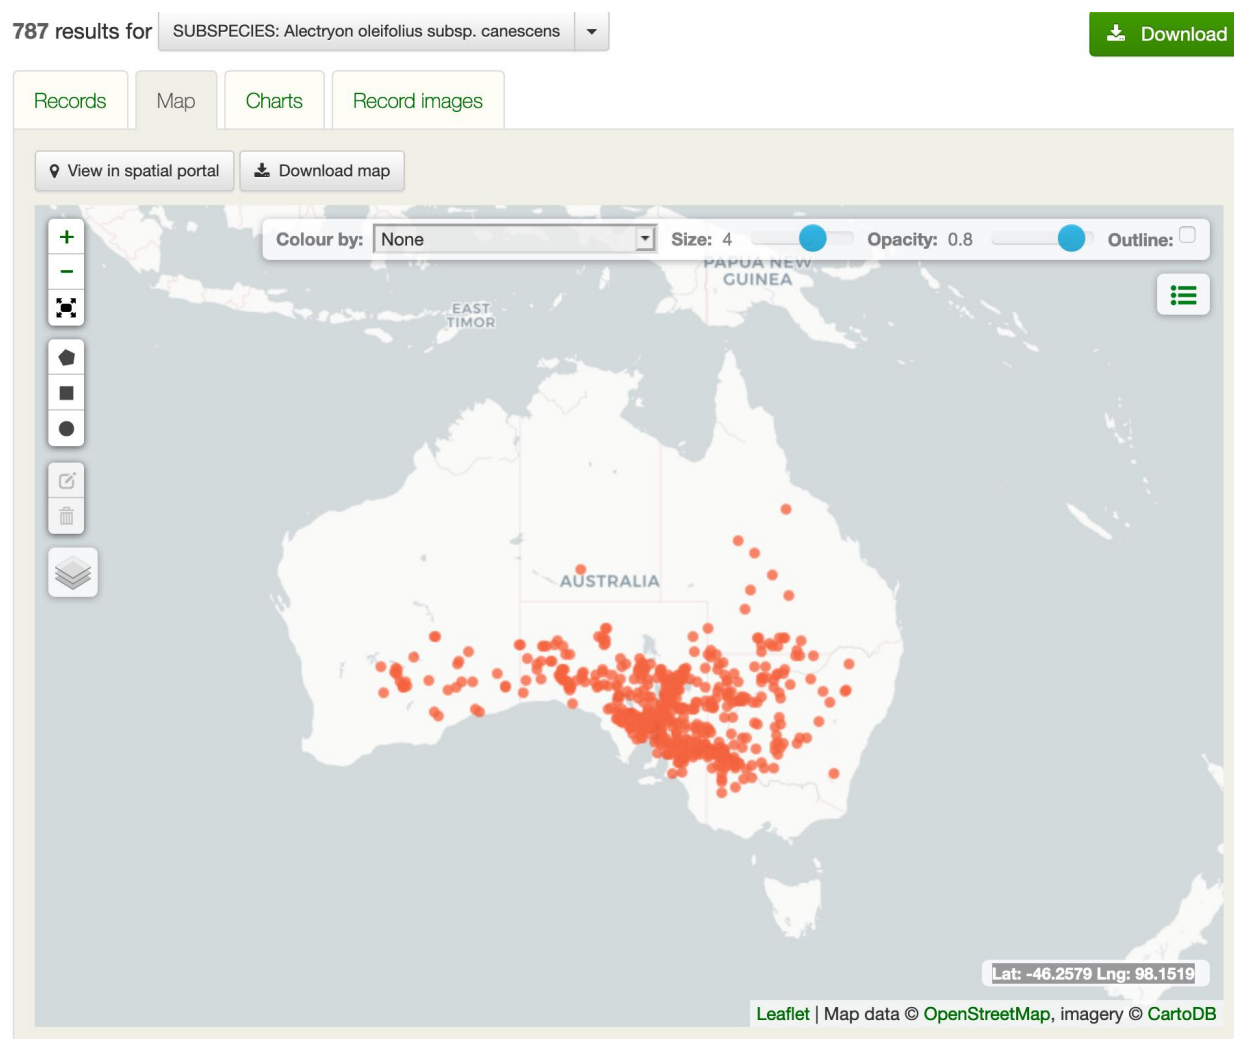 787 results for SUBSPECIES: Alectryon oleifolius subsp. canescens
Download
Records Map Charts Record images
View in spatial portal Download map
+
Colour by: None Size: 4 Opacity: 0.8 Outline:
−
PAPUA NEW
GUINEA
EAST
TIMOR
AUSTRALIA
Lat: -46.2579 Lng: 98.1519
Leaflet | Map data © OpenStreetMap, imagery © CartoDB